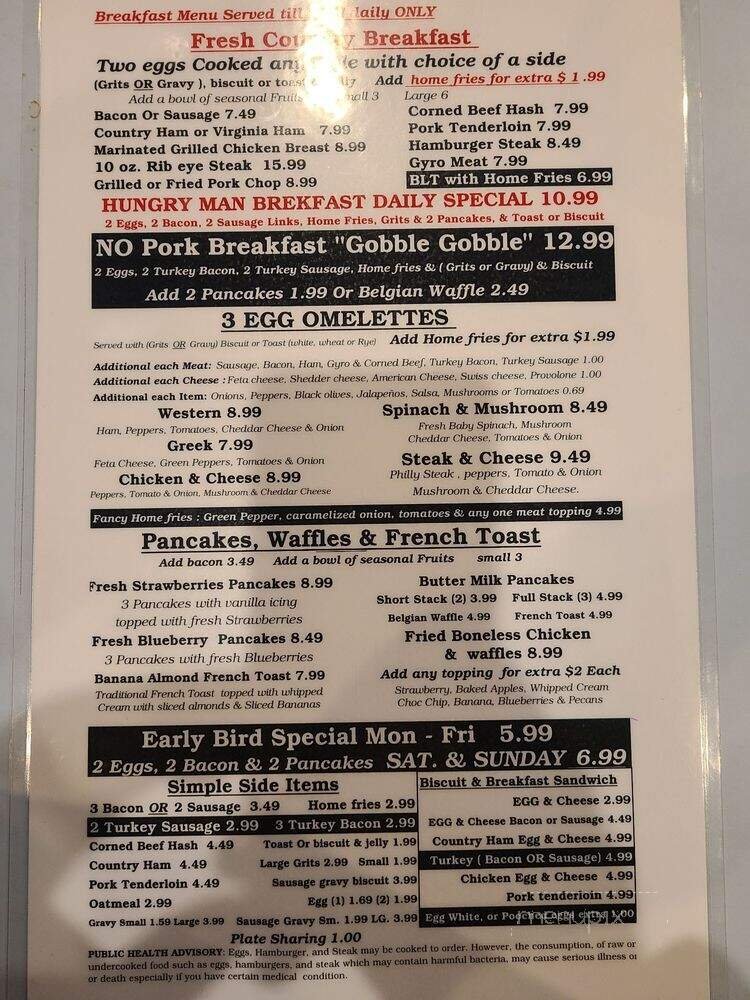 Breakfast Menu Served till daily ONLY
Fresh Country Breakfast
Two eggs Cooked any with choice of a side
(Grits OR Gravy ), biscuit or toast Add home fries for extra $ 1 .99
Add a bowl of seasonal Fruits small 3 Large 6
Bacon Or Sausage 7.49
Country Ham or Virginia Ham 7.99
Marinated Grilled Chicken Breast 8.99
10 oz. Rib eye Steak 15.99
Grilled or Fried Pork Chop 8.99
Corned Beef Hash 7.99
Pork Tenderloin 7.99
Hamburger Steak 8.49
Gyro Meat 7.99
BLT with Home Fries 6.99
HUNGRY MAN BREKFAST DAILY SPECIAL 10.99
2 Eggs, 2 Bacon, 2 Sausage Links, Home Fries, Grits & 2 Pancakes, & Toast or Biscuit
NO Pork Breakfast "Gobble Gobble" 12.99
2 Eggs, 2 Turkey Bacon, 2 Turkey Sausage, Home fries & ( Grits or Gravy) & Biscuit
Add 2 Pancakes 1.99 Or Belgian Waffle 2.49
3 EGG OMELETTES
Served with (Grits OR Gravy) Biscuit or Toast (white, wheat or Rye) Add Home fries for extra $1.99
Additional each Meat: Sausage, Bacon, Ham, Gyro & Corned Beef, Turkey Bacon, Turkey Sausage 1.00
Additional each Cheese : Feta cheese, Shedder cheese, American Cheese, Swiss cheese, Provolone 1.00
Additional each Item: Onions, Peppers, Black olives, Jalapeños, Salsa, Mushrooms or Tomatoes 0.69
Western 8.99
Ham, Peppers, Tomatoes, Cheddar Cheese & Onion
Greek 7.99
Feta Cheese, Green Peppers, Tomatoes & Onion
Chicken & Cheese 8.99
Peppers, Tomato & Onion, Mushroom & Cheddar Cheese
Spinach & Mushroom 8.49
Fresh Baby Spinach, Mushroom
Cheddar Cheese, Tomatoes & Onion
Steak & Cheese 9.49
Philly Steak , peppers, Tomato & Onion
Mushroom & Cheddar Cheese.
Fancy Home fries : Green Pepper, caramelized onion, tomatoes & any one meat topping 4.99
Pancakes, Waffles & French Toast
Add bacon 3.49 Add a bowl of seasonal Fruits small 3
Fresh Strawberries Pancakes 8.99
3 Pancakes with vanilla icing
topped with fresh Strawberries
Fresh Blueberry Pancakes 8.49
3 Pancakes with fresh Blueberries
Banana Almond French Toast 7.99
Traditional French Toast topped with whipped
Cream with sliced almonds & Sliced Bananas
Butter Milk Pancakes
Short Stack (2) 3.99 Full Stack (3) 4.99
Belgian Waffle 4.99 French Toast 4.99
Fried Boneless Chicken
& waffles 8.99
Add any topping for extra $2 Each
Strawberry, Baked Apples, Whipped Cream
Choc Chip, Banana, Blueberries & Pecans
Early Bird Special Mon - Fri 5.99
2 Eggs, 2 Bacon & 2 Pancakes SAT. & SUNDAY 6.99
Simple Side Items
3 Bacon OR 2 Sausage 3.49 Home fries 2.99
2 Turkey Sausage 2.99 3 Turkey Bacon 2.99
Corned Beef Hash 4.49 Toast Or biscuit & jelly 1.99
Country Ham 4.49 Large Grits 2.99 Small 1.99
Pork Tenderloin 4.49 Sausage gravy biscuit 3.99
Oatmeal 2.99 Egg (1) 1.69 (2) 1.99
Gravy Small 1.59 Large 3.99 Sausage Gravy Sm. 1.99 LG. 3.99
Biscuit & Breakfast Sandwich
EGG & Cheese 2.99
EGG & Cheese Bacon or Sausage 4.49
Country Ham Egg & Cheese 4.99
Turkey ( Bacon OR Sausage) 4.99
Chicken Egg & Cheese 4.99
Pork tenderioin 4.99
Egg White, or Poached eggs extra 1.00
menupix
Plate Sharing 1.00
PUBLIC HEALTH ADVISORY: Eggs, Hamburger, and Steak may be cooked to order. However, the consumption, of raw or
undercooked food such as eggs, hamburgers, and steak which may contain harmful bacteria, may cause serious illness or
or death especially if you have certain medical condition.